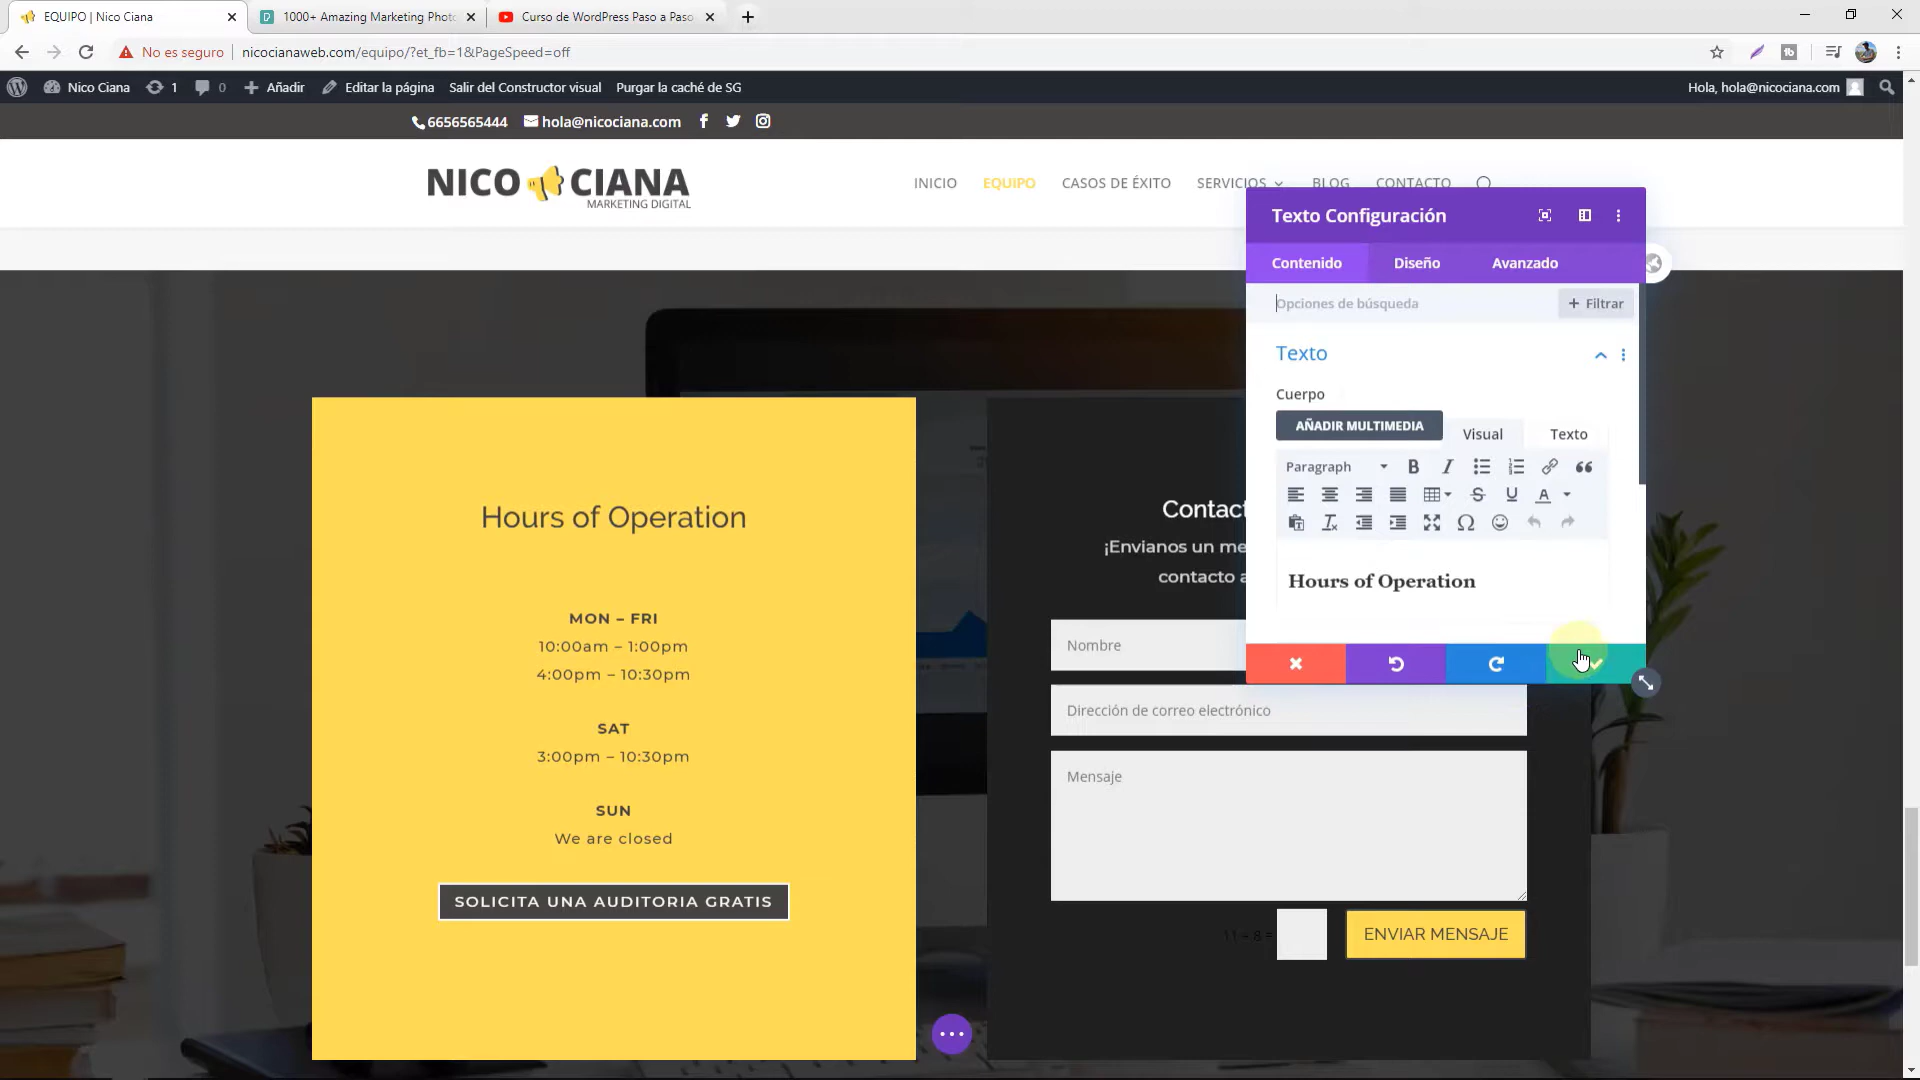 EQUIPO | Nico Ciana
1000+ Amazing Marketing Photo
Curso de WordPress Paso a Paso
No es seguro
nicocianaweb.com/equipo/?et_fb=1&PageSpeed=off
Nico Ciana
1
0
Añadir
Editar la página
Salir del Constructor visual
Purgar la caché de SG
Hola, hola@nicociana.com
6656565444
hola@nicociana.com
NICO CIANA
MARKETING DIGITAL
INICIO
EQUIPO
CASOS DE ÉXITO
SERVICIOS
BLOG
CONTACTO
Texto Configuración
Contenido
Diseño
Avanzado
Opciones de búsqueda
+ Filtrar
Texto
Cuerpo
AÑADIR MULTIMEDIA
Visual
Texto
Paragraph
Hours of Operation
Hours of Operation
MON – FRI
10:00am – 1:00pm
4:00pm – 10:30pm
SAT
3:00pm – 10:30pm
SUN
We are closed
SOLICITA UNA AUDITORIA GRATIS
Contac
¡Envianos un me
contacto a
Nombre
Dirección de correo electrónico
Mensaje
ENVIAR MENSAJE